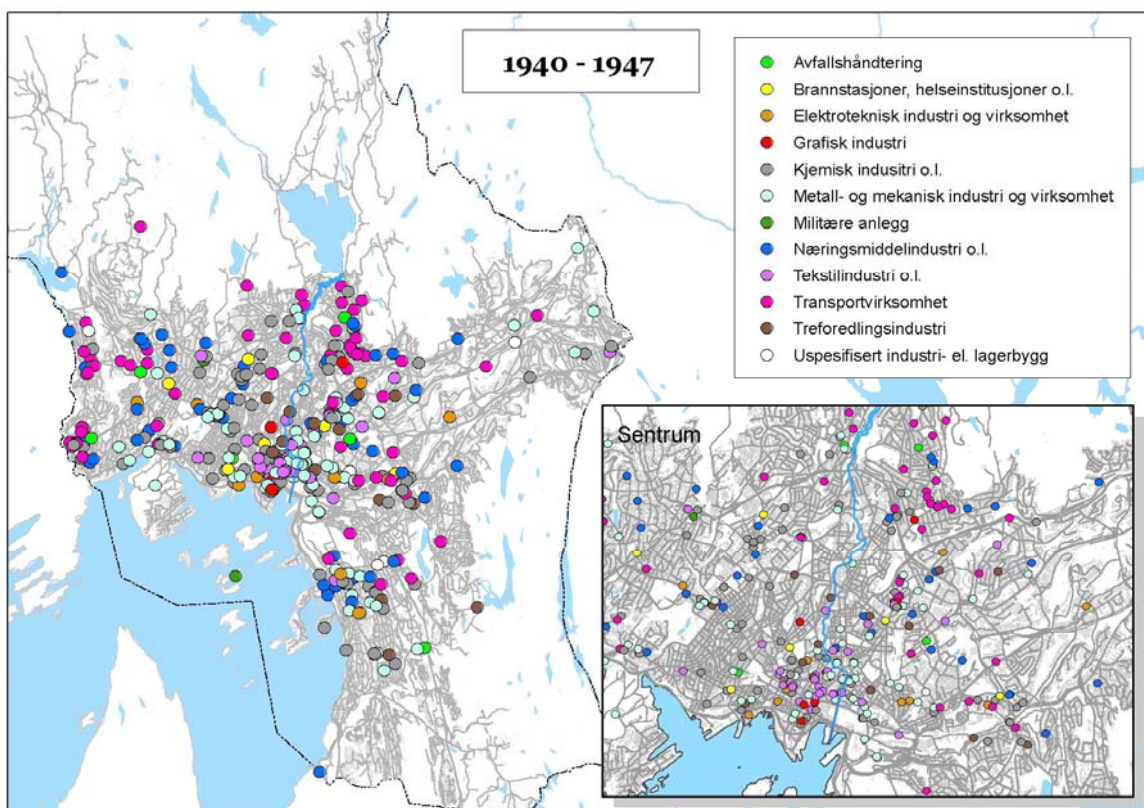 1940 - 1947
Avfallshåndtering
Brannstasjoner, helseinstitusjoner o.l.
Elektroteknisk industri og virksomhet
Grafisk industri
Kjemisk indusitri o.l.
Metall- og mekanisk industri og virksomhet
Militære anlegg
Næringsmiddelindustri o.l.
Tekstilindustri o.l.
Transportvirksomhet
Treforedlingsindustri
Uspesifisert industri- el. lagerbygg
Sentrum